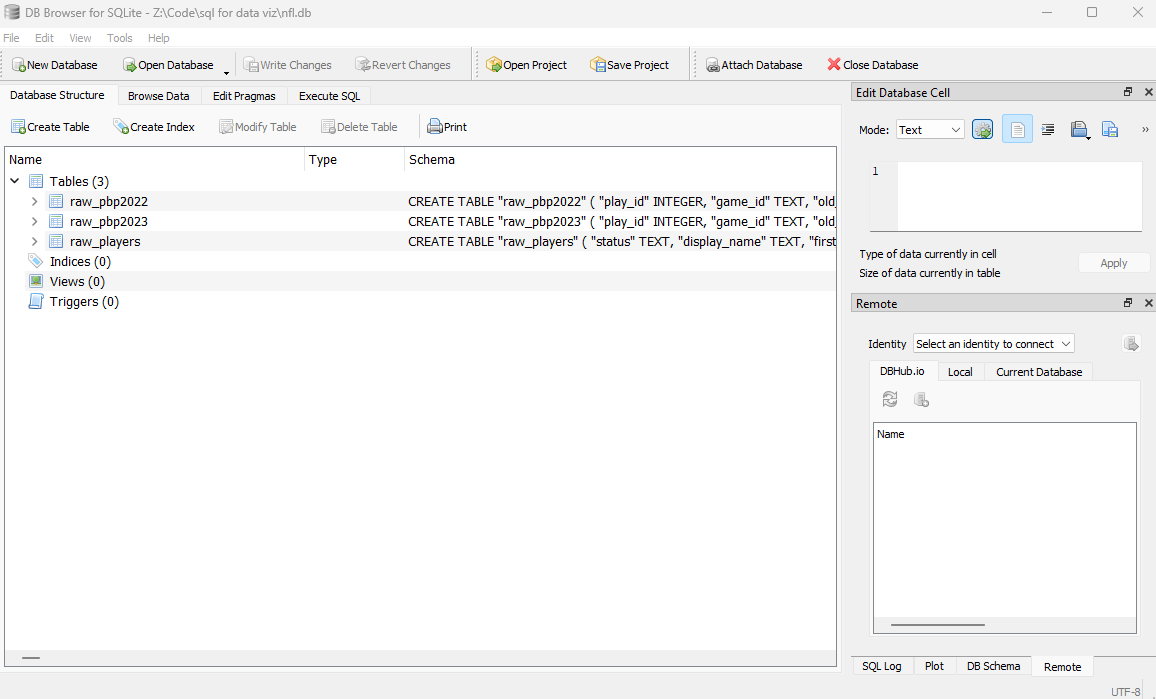 DB Browser for SQLite - Z:\Code\sql for data viz\nfl.db
File Edit View Tools Help
New Database Open Database Write Changes Revert Changes Open Project Save Project Attach Database Close Database
Database Structure Browse Data Edit Pragmas Execute SQL
Create Table Create Index Modify Table Delete Table Print
Name Type Schema
Tables (3)
raw_pbp2022 CREATE TABLE "raw_pbp2022" ( "play_id" INTEGER, "game_id" TEXT, "old_
raw_pbp2023 CREATE TABLE "raw_pbp2023" ( "play_id" INTEGER, "game_id" TEXT, "old_
raw_players CREATE TABLE "raw_players" ( "status" TEXT, "display_name" TEXT, "first
Indices (0)
Views (0)
Triggers (0)
Edit Database Cell
Mode: Text
1
Type of data currently in cell
Size of data currently in table
Apply
Remote
Identity Select an identity to connect
DBHub.io Local Current Database
Name
SQL Log Plot DB Schema Remote
UTF-8